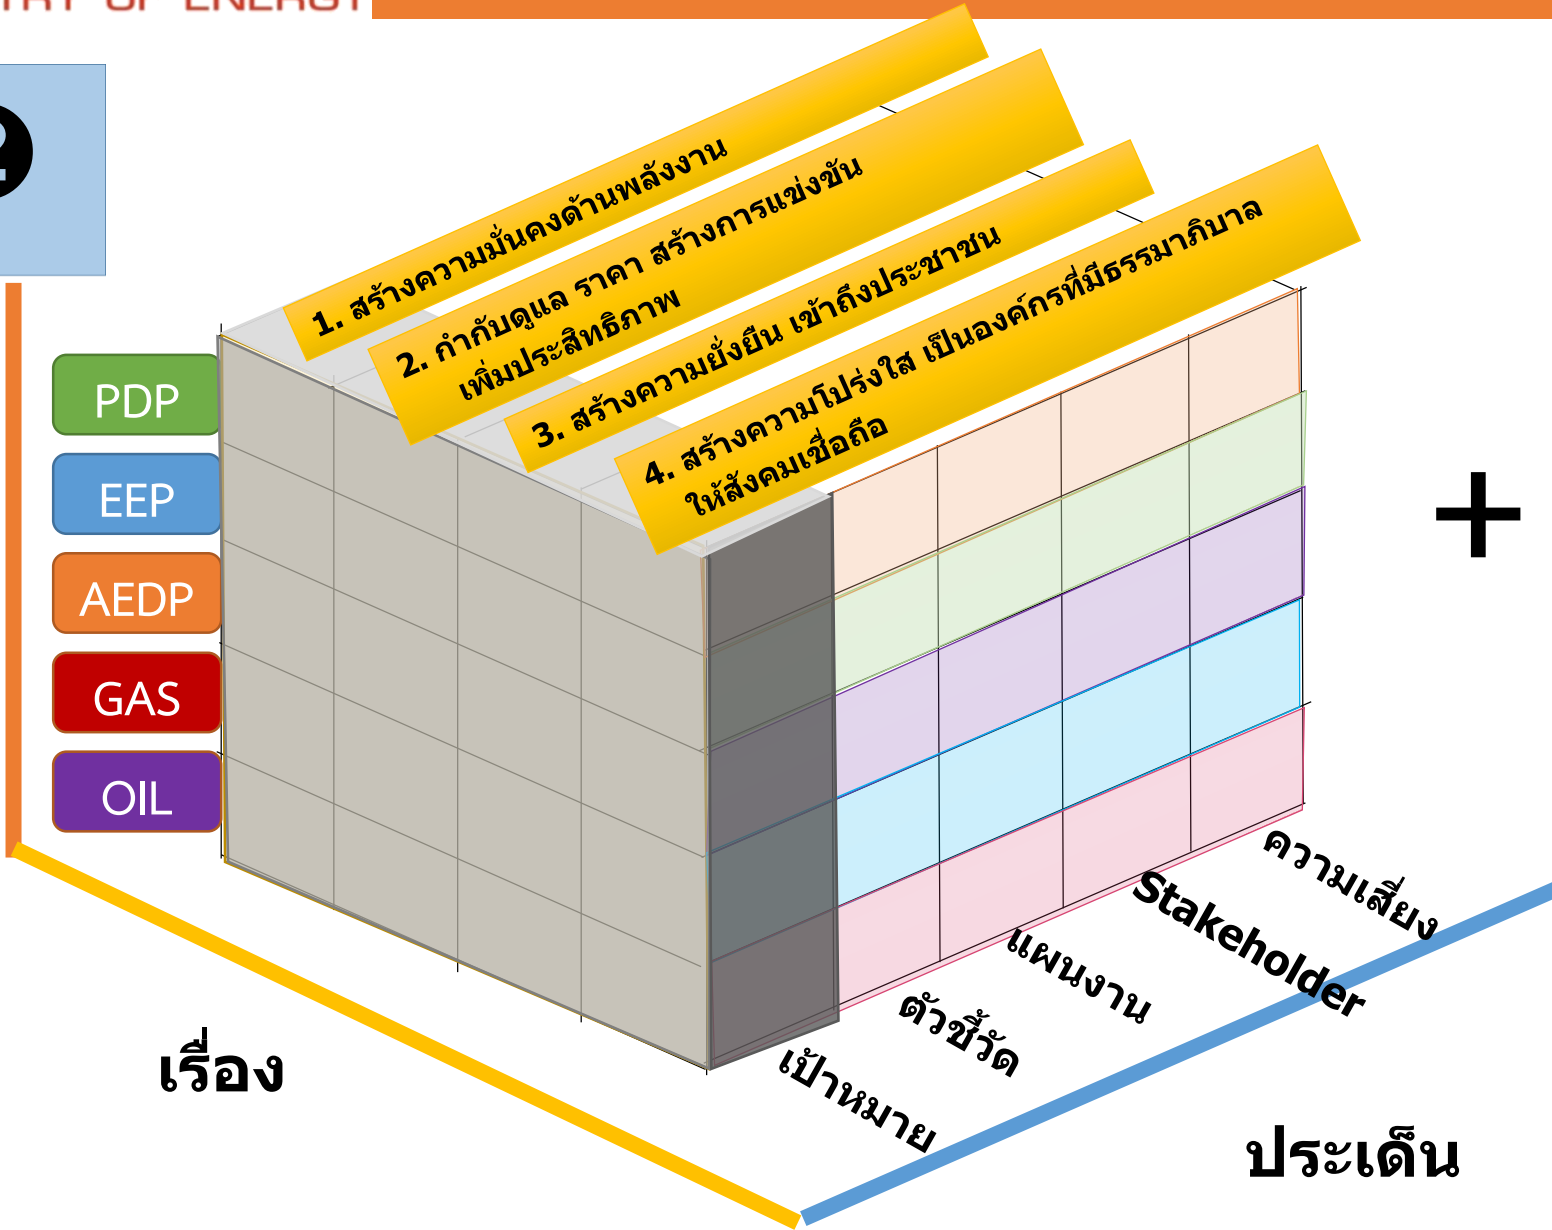 OF ENERGY
1. สร้างความมั่นคงด้านพลังงาน
2. กำกับดูแล ราคา สร้างการแข่งขัน
เพิ่มประสิทธิภาพ
3. สร้างความยั่งยืน เข้าถึงประชาชน
4. สร้างความโปร่งใส เป็นองค์กรที่มีธรรมาภิบาล
ให้สังคมเชื่อถือ
PDP
EEP
AEDP
GAS
OIL
+
ความเสี่ยง
Stakeholder
แผนงาน
ตัวชี้วัด
เป้าหมาย
เรื่อง
ประเด็น